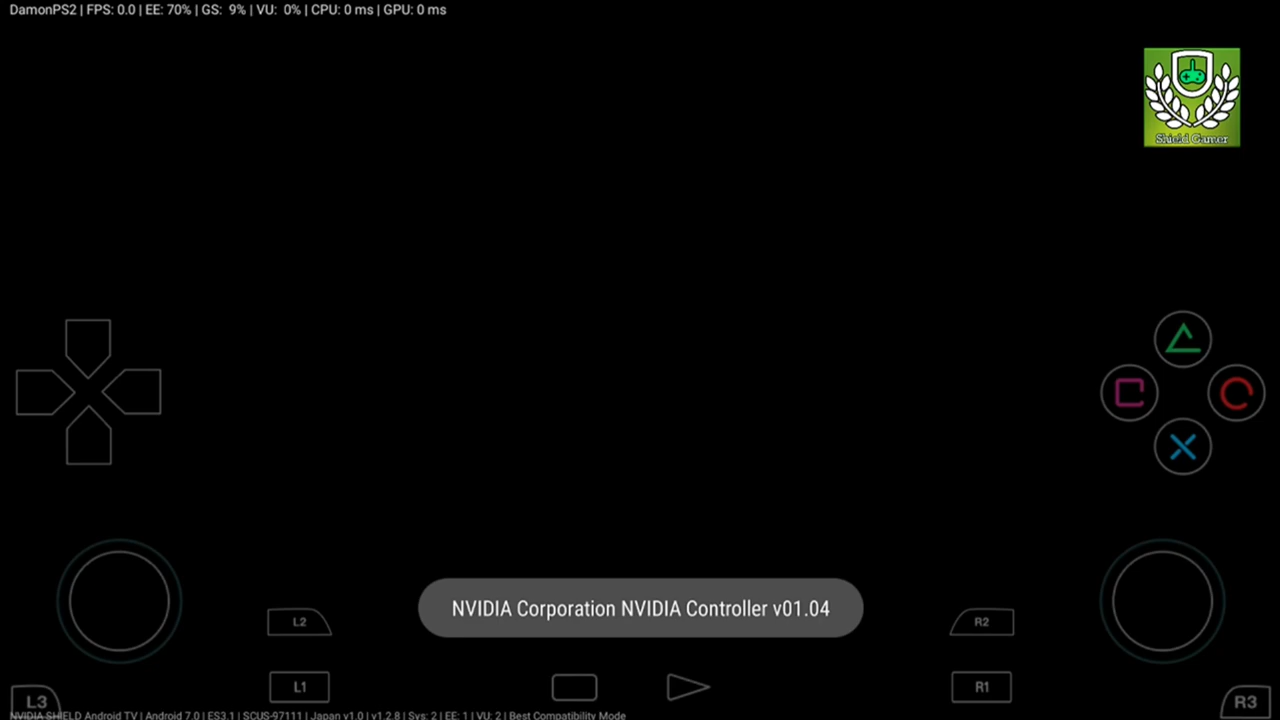 DamonPS2 | FPS: 0.0 | EE: 70% | GS:  9% | VU:  0% | CPU: 0 ms | GPU: 0 ms
Shield Gamer
NVIDIA Corporation NVIDIA Controller v01.04
L2
R2
L1
R1
L3
R3
NVIDIA SHIELD Android TV | Android 7.0 | ES3.1 | SCUS-97111 | Japan v1.0 | v1.2.8 | Sys: 2 | EE: 1 | VU: 2 | Best Compatibility Mode